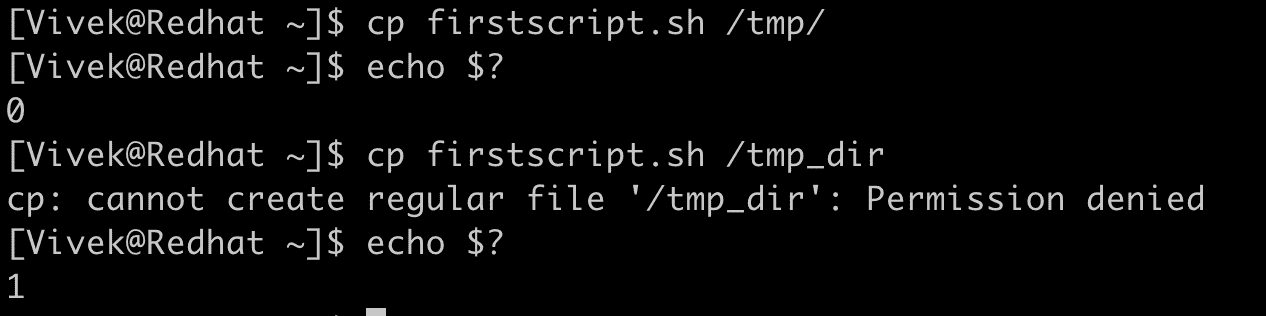 [Vivek@Redhat ~]$ cp firstscript.sh /tmp/
[Vivek@Redhat ~]$ echo $?
0
[Vivek@Redhat ~]$ cp firstscript.sh /tmp_dir
cp: cannot create regular file '/tmp_dir': Permission denied
[Vivek@Redhat ~]$ echo $?
1